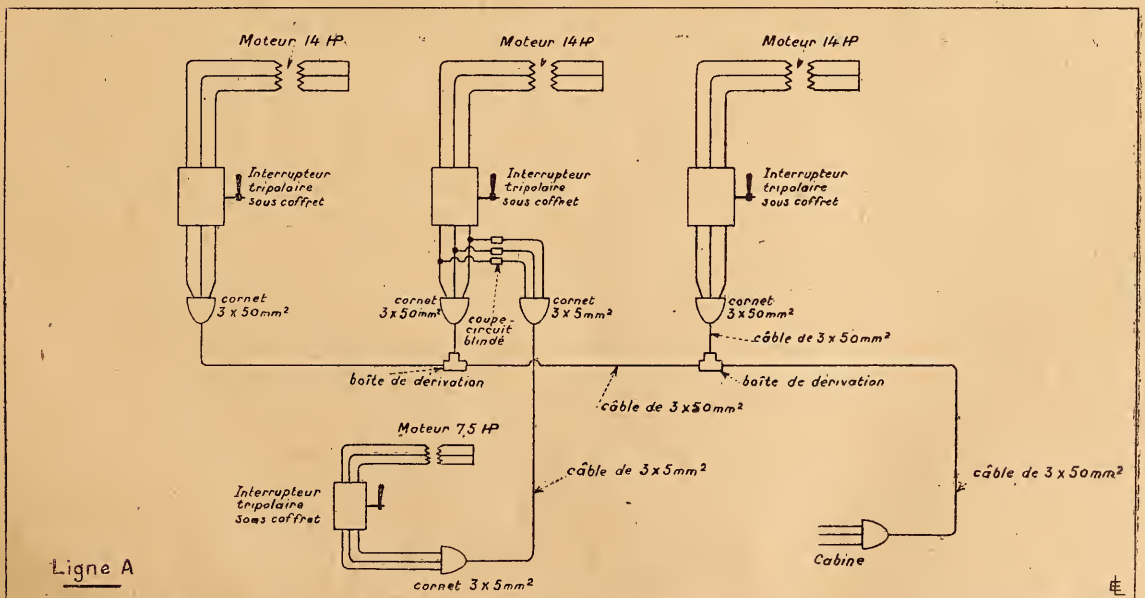 Moteur 14 HP
Moteur 14 HP
Moteur 14 HP
Interrupteur
tripolaire
sous coffret
Interrupteur
tripolaire
sous coffret
Interrupteur
tripolaire
sous coffret
cornet
3 x 50mm²
cornet
3 x 50mm²
coupe-
circuit
blindé
cornet
3 x 5mm²
cornet
3 x 50mm²
câble de 3 x 50mm²
boîte de dérivation
câble de 3 x 50mm²
boîte de dérivation
Moteur 7,5 HP
câble de 3 x 5mm²
câble de 3 x 50mm²
Interrupteur
tripolaire
sous coffret
cornet 3 x 5mm²
Cabine
Ligne A